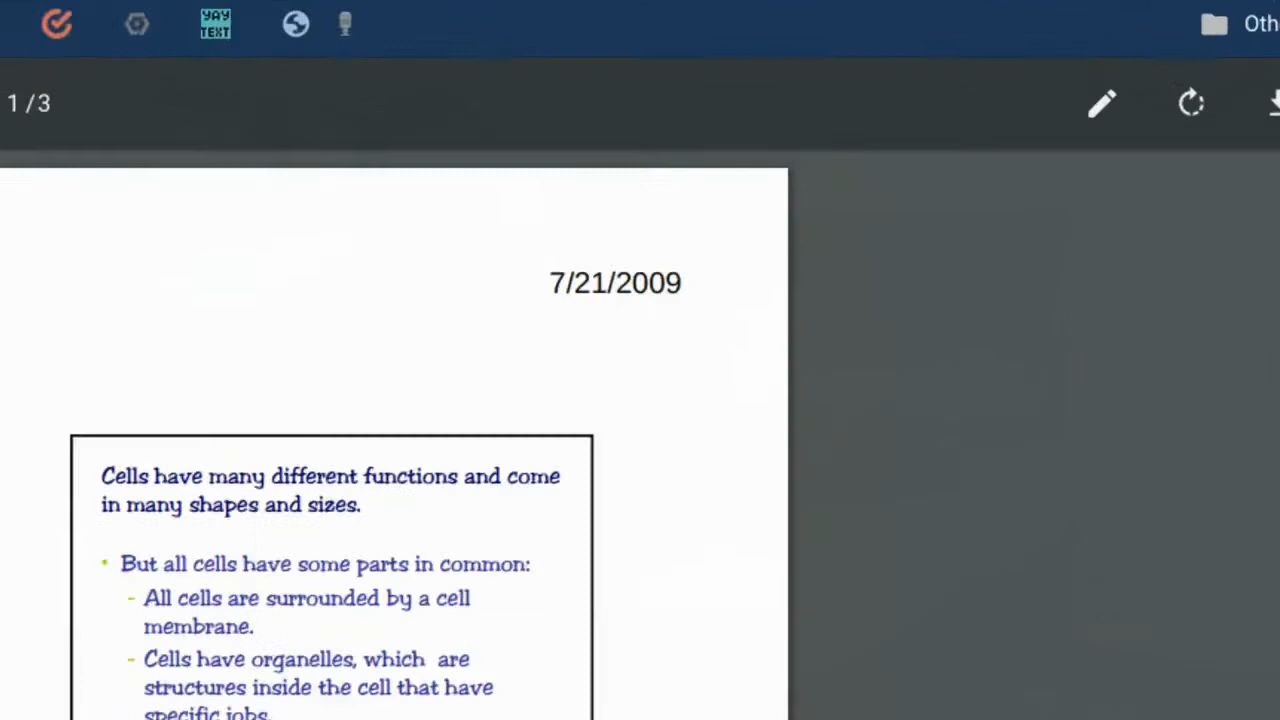 YAY
TEXT
Oth
1 / 3
7/21/2009
Cells have many different functions and come
in many shapes and sizes.
• But all cells have some parts in common:
- All cells are surrounded by a cell
membrane.
- Cells have organelles, which are
structures inside the cell that have
specific jobs.